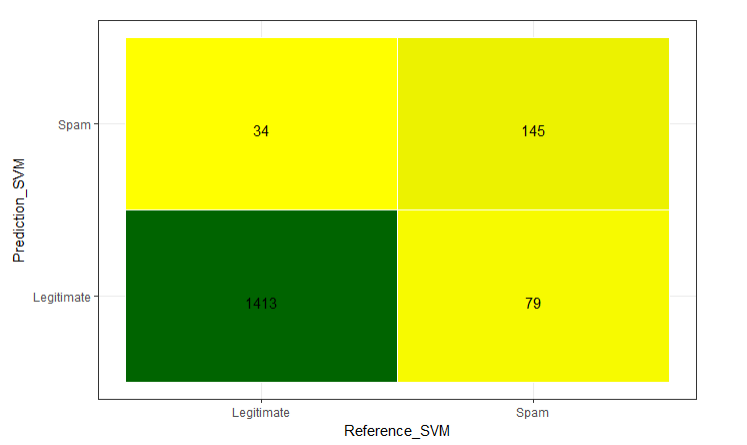 Prediction_SVM
Spam
34
145
Legitimate
1413
79
Legitimate
Spam
Reference_SVM